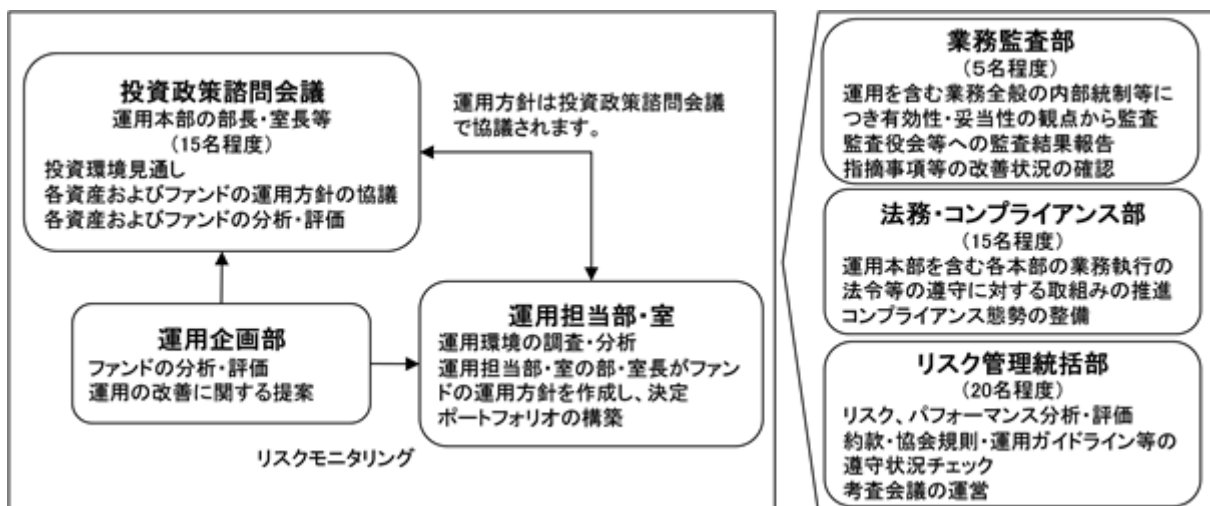 投資政策諮問会議
運用本部の部長・室長等
(15名程度)
投資環境見通し
各資産およびファンドの運用方針の協議
各資産およびファンドの分析・評価
運用方針は投資政策諮問会議
で協議されます。
運用企画部
ファンドの分析・評価
運用の改善に関する提案
運用担当部・室
運用環境の調査・分析
運用担当部・室の部・室長がファン
ドの運用方針を作成し、決定
ポートフォリオの構築
リスクモニタリング
業務監査部
(5名程度)
運用を含む業務全般の内部統制等に
つき有効性・妥当性の観点から監査
監査役会等への監査結果報告
指摘事項等の改善状況の確認
法務・コンプライアンス部
(15名程度)
運用本部を含む各本部の業務執行の
法令等の遵守に対する取組みの推進
コンプライアンス態勢の整備
リスク管理統括部
(20名程度)
リスク、パフォーマンス分析・評価
約款・協会規則・運用ガイドライン等の
遵守状況チェック
考査会議の運営